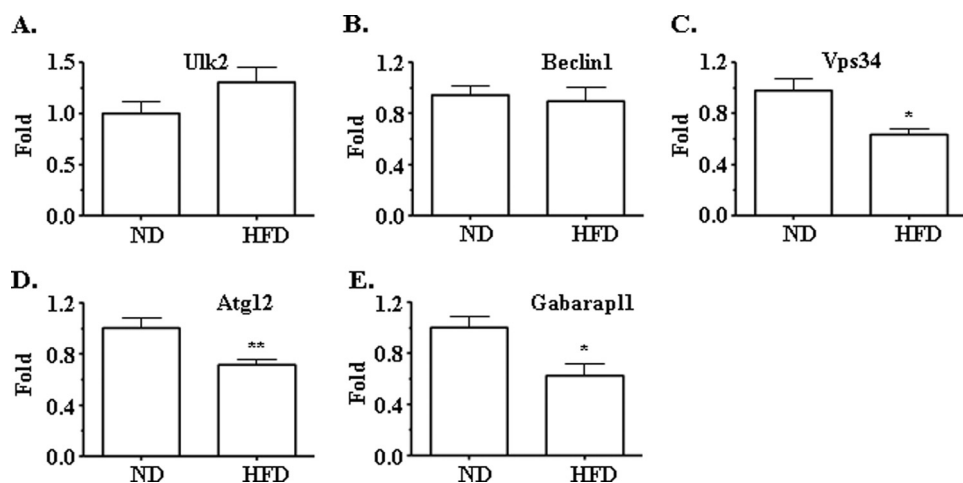 A.
Ulk2
Fold
1.5
1.0
0.5
0.0
ND HFD
B.
Beclin1
Fold
1.2
0.8
0.4
0.0
ND HFD
C.
Vps34
Fold
1.2
0.8
0.4
0.0
*
ND HFD
D.
Atg12
Fold
1.2
0.8
0.4
0.0
**
ND HFD
E.
Gabarapl1
Fold
1.2
0.8
0.4
0.0
*
ND HFD